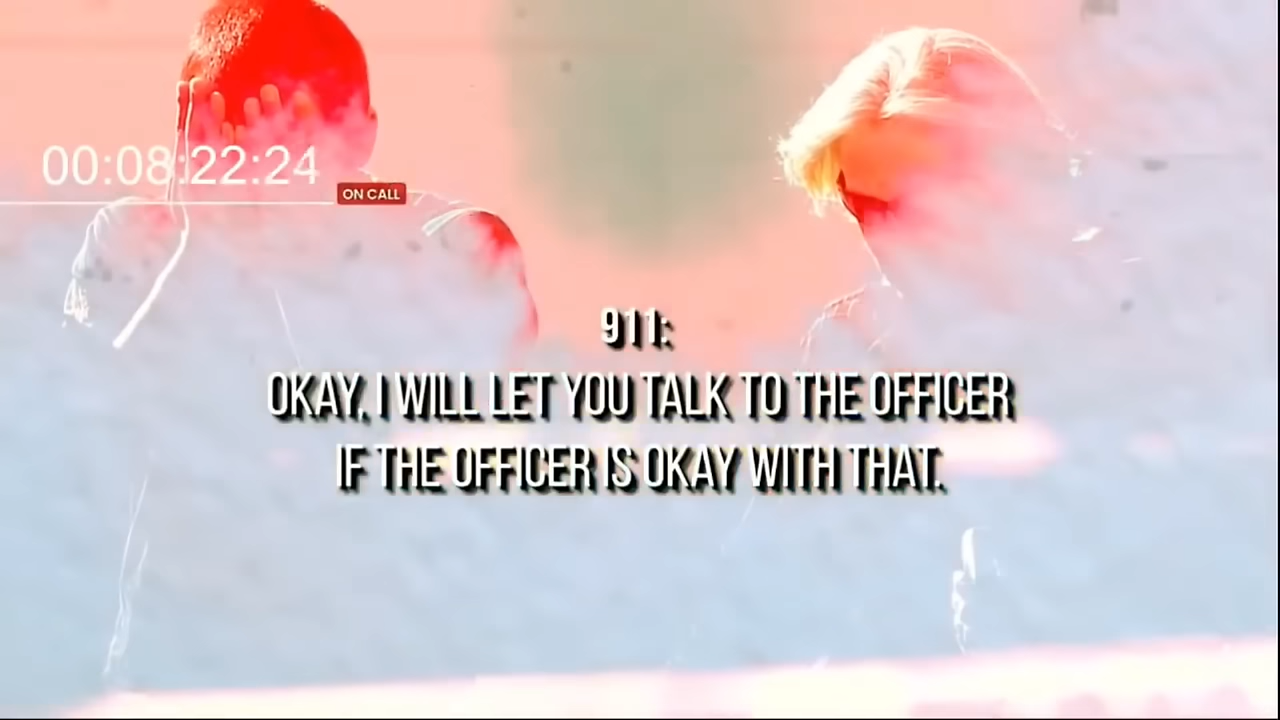 00:08:22:24
ON CALL
911:
OKAY, I WILL LET YOU TALK TO THE OFFICER
IF THE OFFICER IS OKAY WITH THAT.